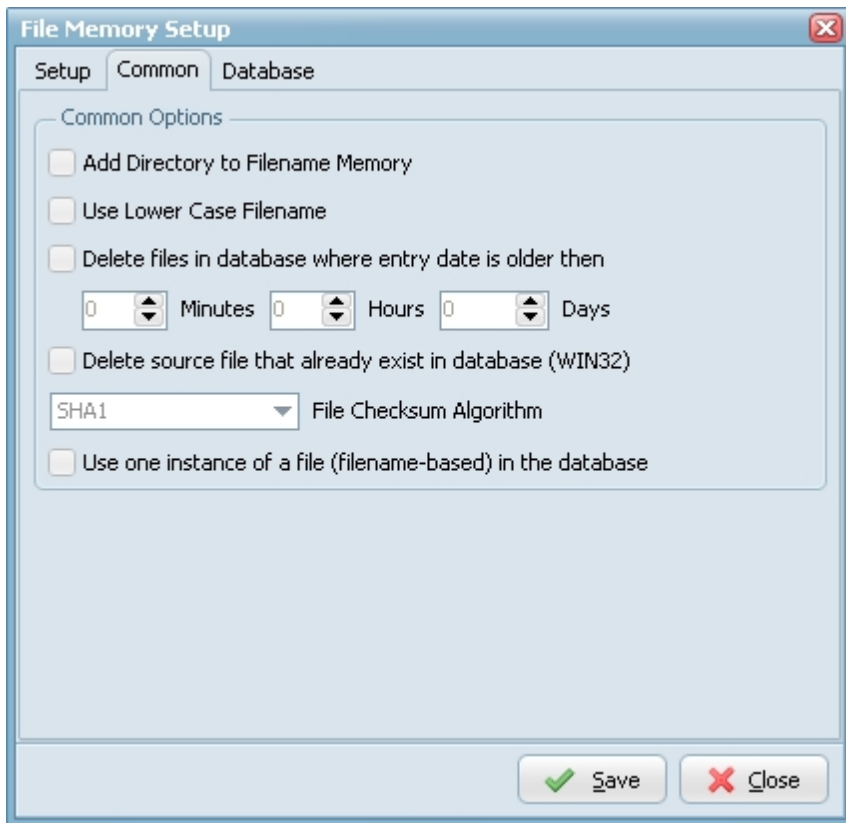 File Memory Setup
Setup Common Database
Common Options
Add Directory to Filename Memory
Use Lower Case Filename
Delete files in database where entry date is older then
0 Minutes 0 Hours 0 Days
Delete source file that already exist in database (WIN32)
SHA1 File Checksum Algorithm
Use one instance of a file (filename-based) in the database
Save Close